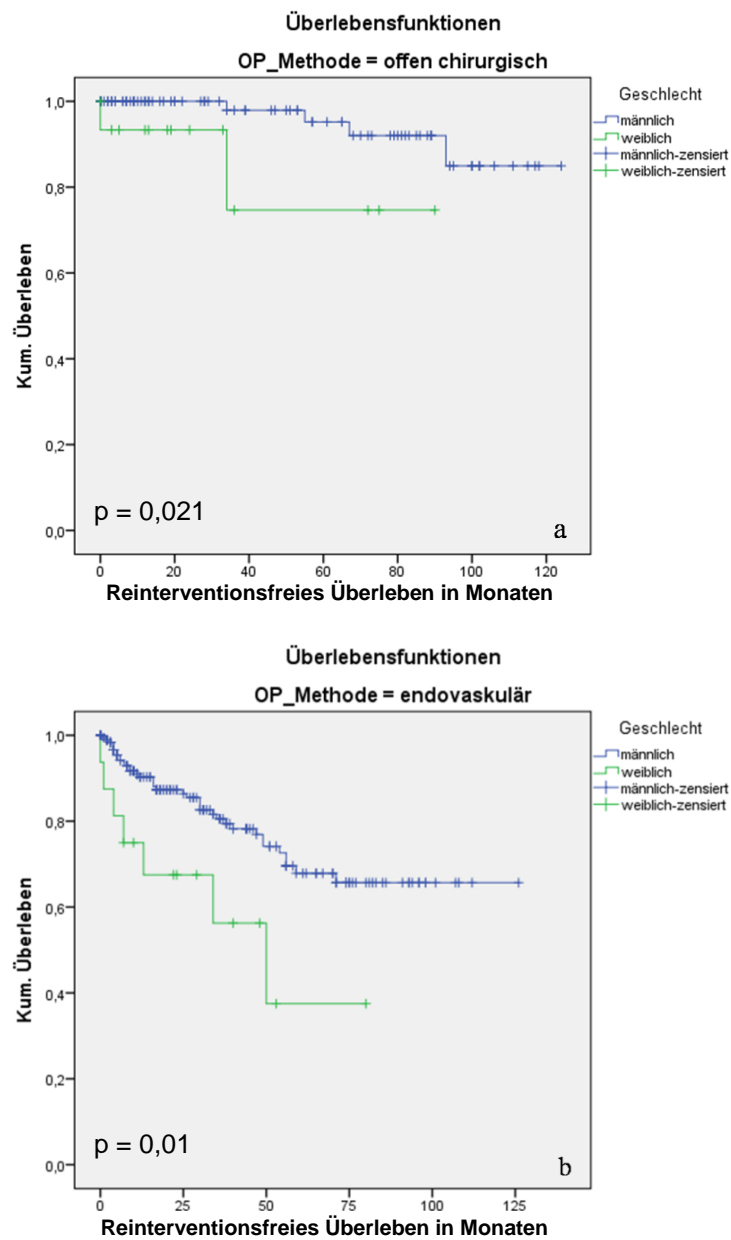 Überlebensfunktionen
OP_Methode = offen chirurgisch
Geschlecht
männlich
weiblich
männlich-zensiert
weiblich-zensiert
Kum. Überleben
1,0
0,8
0,6
0,4
0,2
0,0
p = 0,021
a
0 20 40 60 80 100 120
Reinterventionsfreies Überleben in Monaten
Überlebensfunktionen
OP_Methode = endovaskulär
Geschlecht
männlich
weiblich
männlich-zensiert
weiblich-zensiert
Kum. Überleben
1,0
0,8
0,6
0,4
0,2
0,0
p = 0,01
b
0 25 50 75 100 125
Reinterventionsfreies Überleben in Monaten